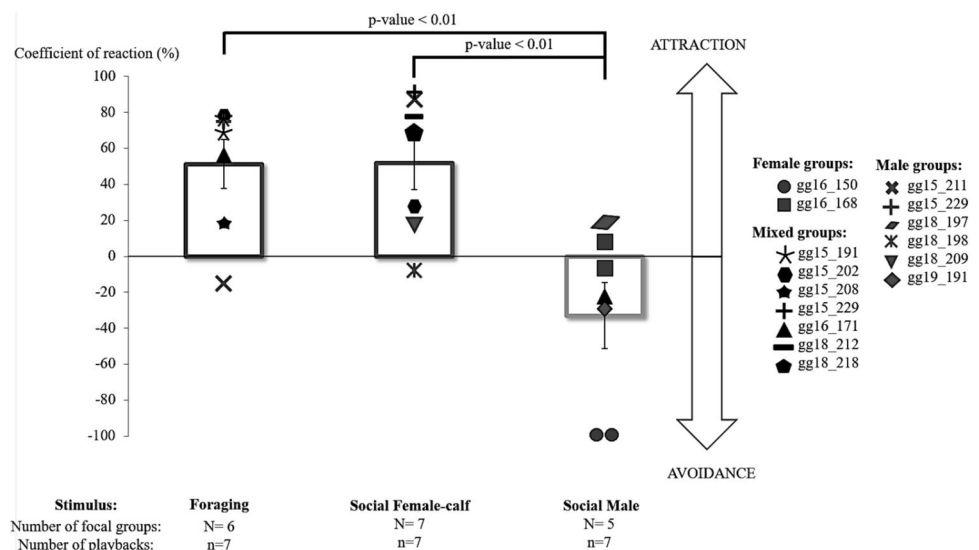 p-value < 0.01
p-value < 0.01
Coefficient of reaction (%)
ATTRACTION
100
80
60
40
20
0
-20
-40
-60
-80
-100
Female groups:
gg16_150
gg16_168
Mixed groups:
gg15_191
gg15_202
gg15_208
gg15_229
gg16_171
gg18_212
gg18_218
Male groups:
gg15_211
gg15_229
gg18_197
gg18_198
gg18_209
gg19_191
AVOIDANCE
Stimulus: Foraging Social Female-calf Social Male
Number of focal groups: N= 6 N= 7 N= 5
Number of playbacks: n=7 n=7 n=7